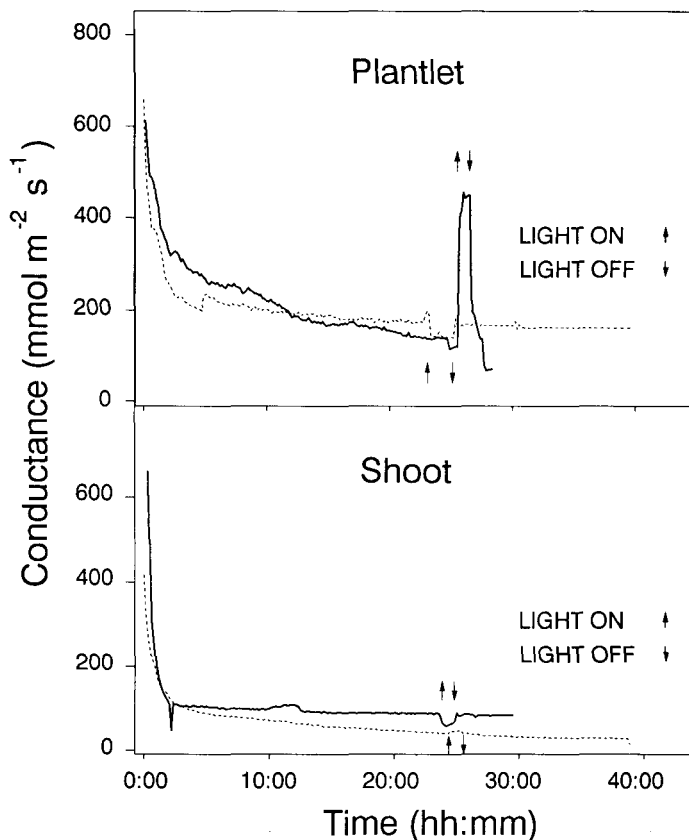 Conductance (mmol m⁻² s⁻¹)
800
Plantlet
600
400
LIGHT ON
LIGHT OFF
200
0
Shoot
600
400
LIGHT ON
LIGHT OFF
200
0
0:00 10:00 20:00 30:00 40:00
Time (hh:mm)